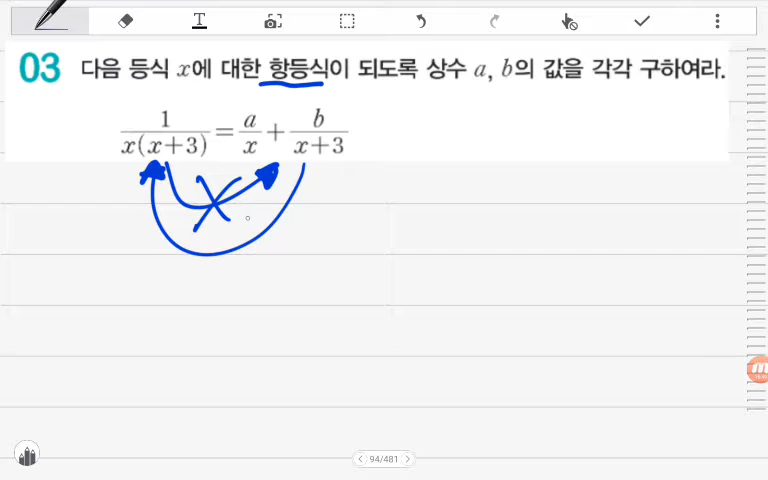 T
03 다음 등식 x에 대한 항등식이 되도록 상수 a, b의 값을 각각 구하여라.
1/x(x+3) = a/x + b/x+3
94/481